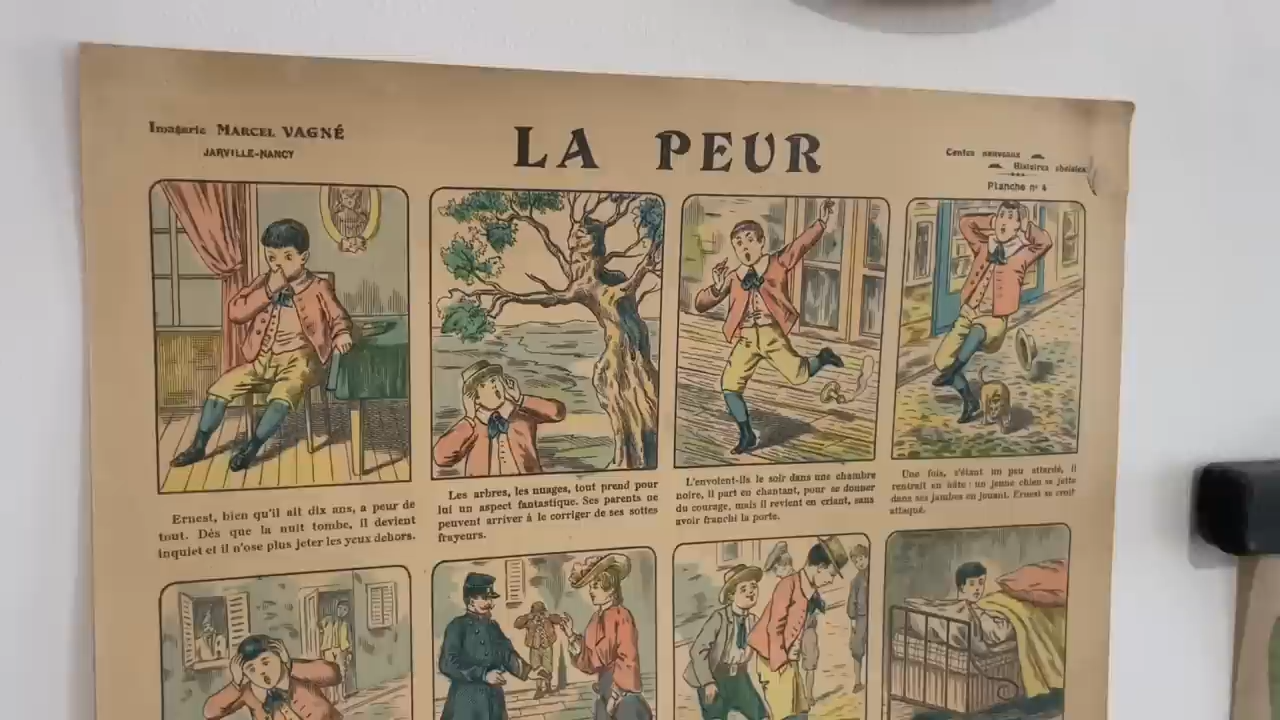 Imagerie MARCEL VAGNÉ
JARVILLE-NANCY
LA PEUR
Contes nouveaux
Histoires choisies
Planche nº 4
Ernest, bien qu'il ait dix ans, a peur de
tout. Dès que la nuit tombe, il devient
inquiet et il n'ose plus jeter les yeux dehors.
Les arbres, les nuages, tout prend pour
lui un aspect fantastique. Ses parents ne
peuvent arriver à le corriger de ses sottes
frayeurs.
L'envoient-ils le soir dans une chambre
noire, il part en chantant, pour se donner
du courage, mais il revient en criant, sans
avoir franchi la porte.
Une fois, s'étant un peu attardé, il
rentrait en hâte : un jeune chien se jette
dans ses jambes en jouant. Ernest se croit
attaqué.